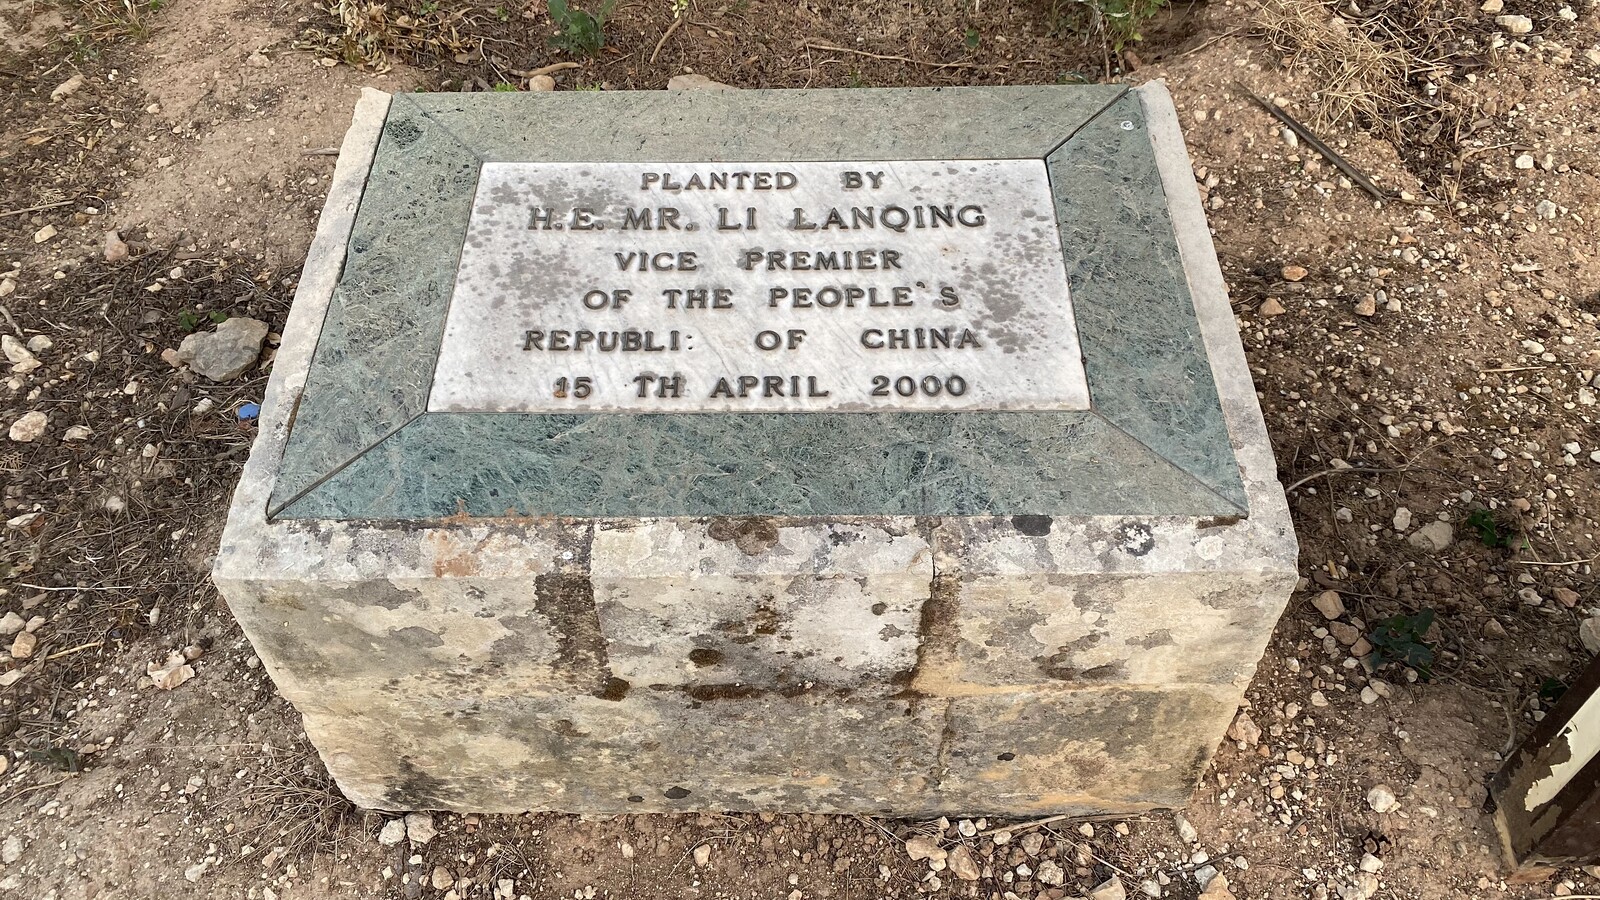 PLANTED BY
H.E. MR. LI LANQING
VICE PREMIER
OF THE PEOPLE'S
REPUBLI: OF CHINA
15 TH APRIL 2000